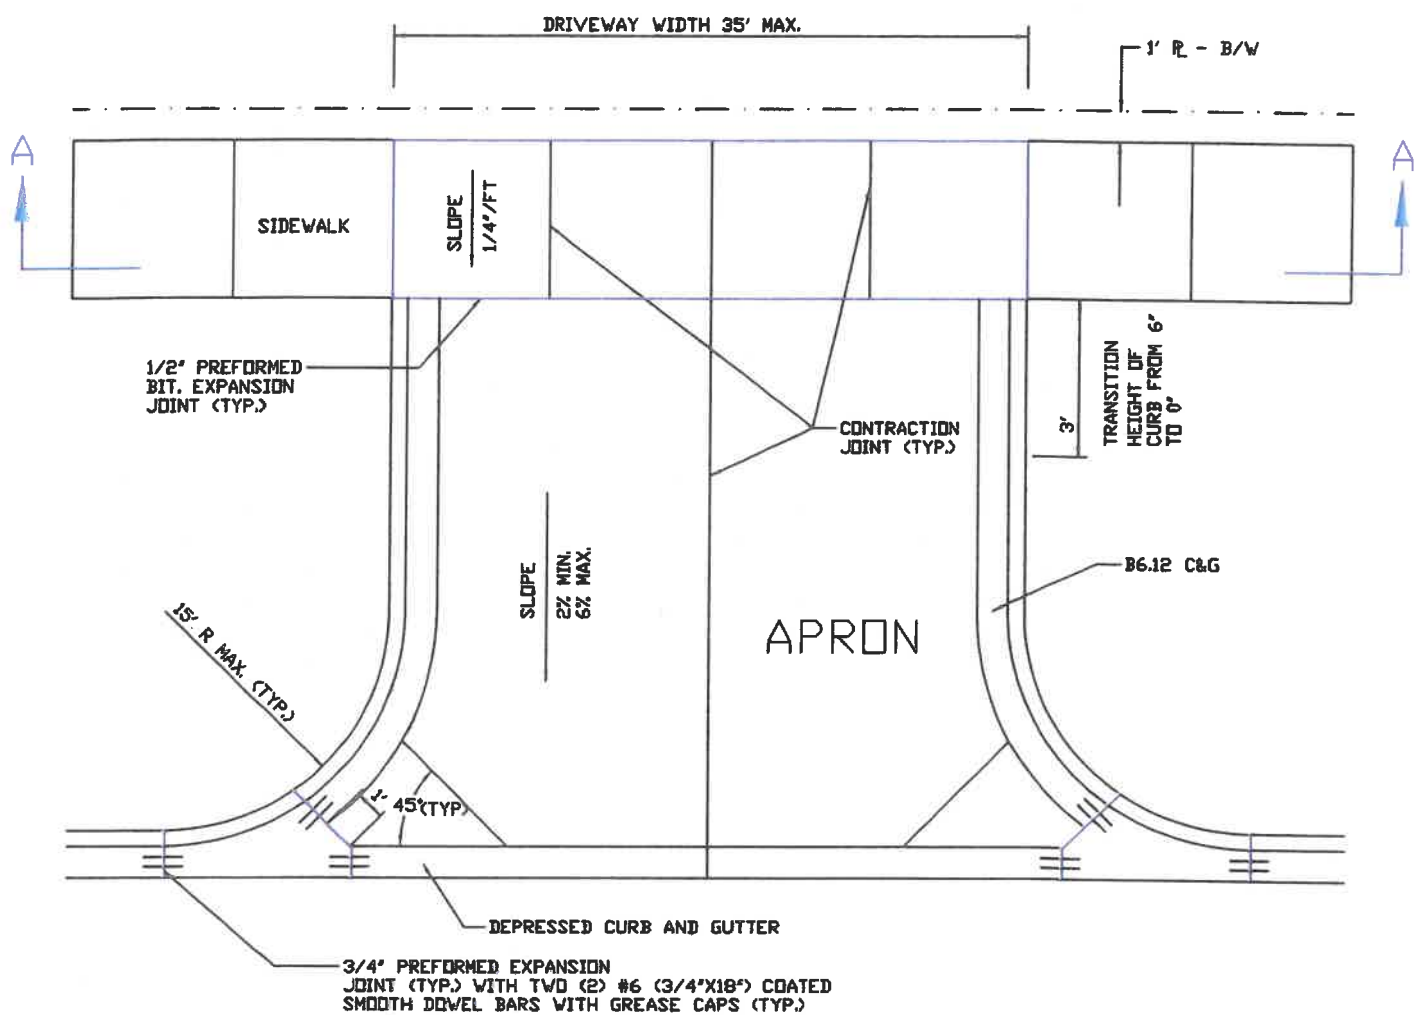 DRIVEWAY WIDTH 35' MAX.
1' ℙL - B/W
A
A
SIDEWALK
SLOPE
1/4"/FT
1/2" PREFORMED
BIT. EXPANSION
JOINT (TYP.)
CONTRACTION
JOINT (TYP.)
3'
TRANSITION
HEIGHT OF
CURB FROM 6"
TO 0"
SLOPE
2% MIN.
6% MAX.
B6.12 C&G
APRON
15' R MAX. (TYP.)
1'
45°(TYP)
DEPRESSED CURB AND GUTTER
3/4" PREFORMED EXPANSION
JOINT (TYP.) WITH TWO (2) #6 (3/4"X18") COATED
SMOOTH DOWEL BARS WITH GREASE CAPS (TYP.)